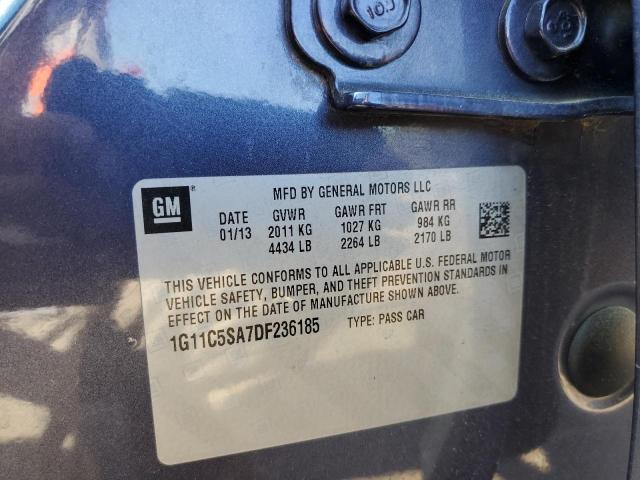 10.9
GM ®
MFD BY GENERAL MOTORS LLC
DATE GVWR GAWR FRT GAWR RR
01/13 2011 KG 1027 KG 984 KG
4434 LB 2264 LB 2170 LB
THIS VEHICLE CONFORMS TO ALL APPLICABLE U.S. FEDERAL MOTOR
VEHICLE SAFETY, BUMPER, AND THEFT PREVENTION STANDARDS IN
EFFECT ON THE DATE OF MANUFACTURE SHOWN ABOVE.
1G11C5SA7DF236185 TYPE: PASS CAR